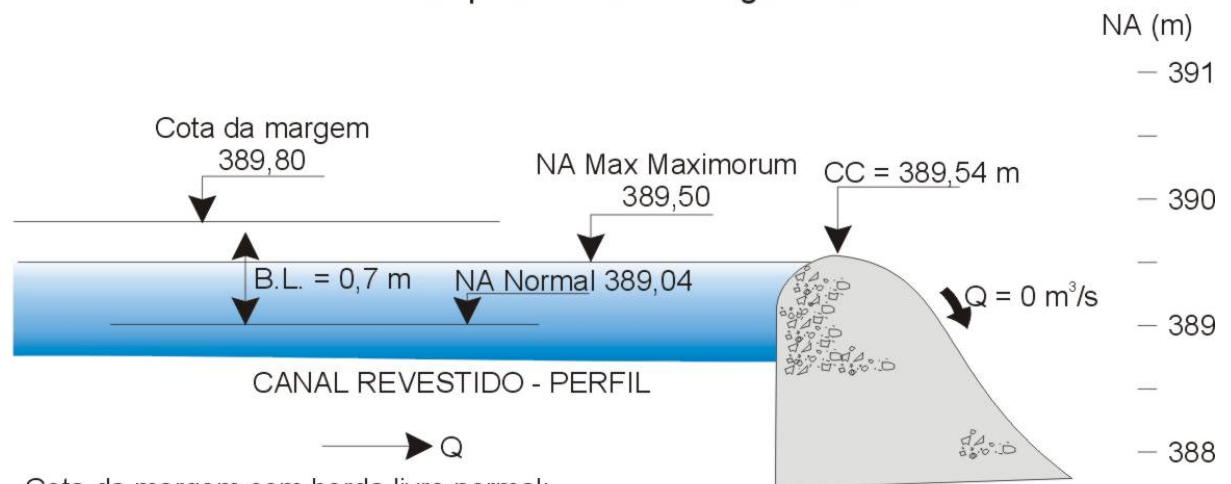 NA (m)
391
Cota da margem
389,80
NA Max Maximorum
389,50
CC = 389,54 m
390
B.L. = 0,7 m
NA Normal 389,04
Q = 0 m³/s
389
CANAL REVESTIDO - PERFIL
Q
388
Cota da margem com borda livre normal: